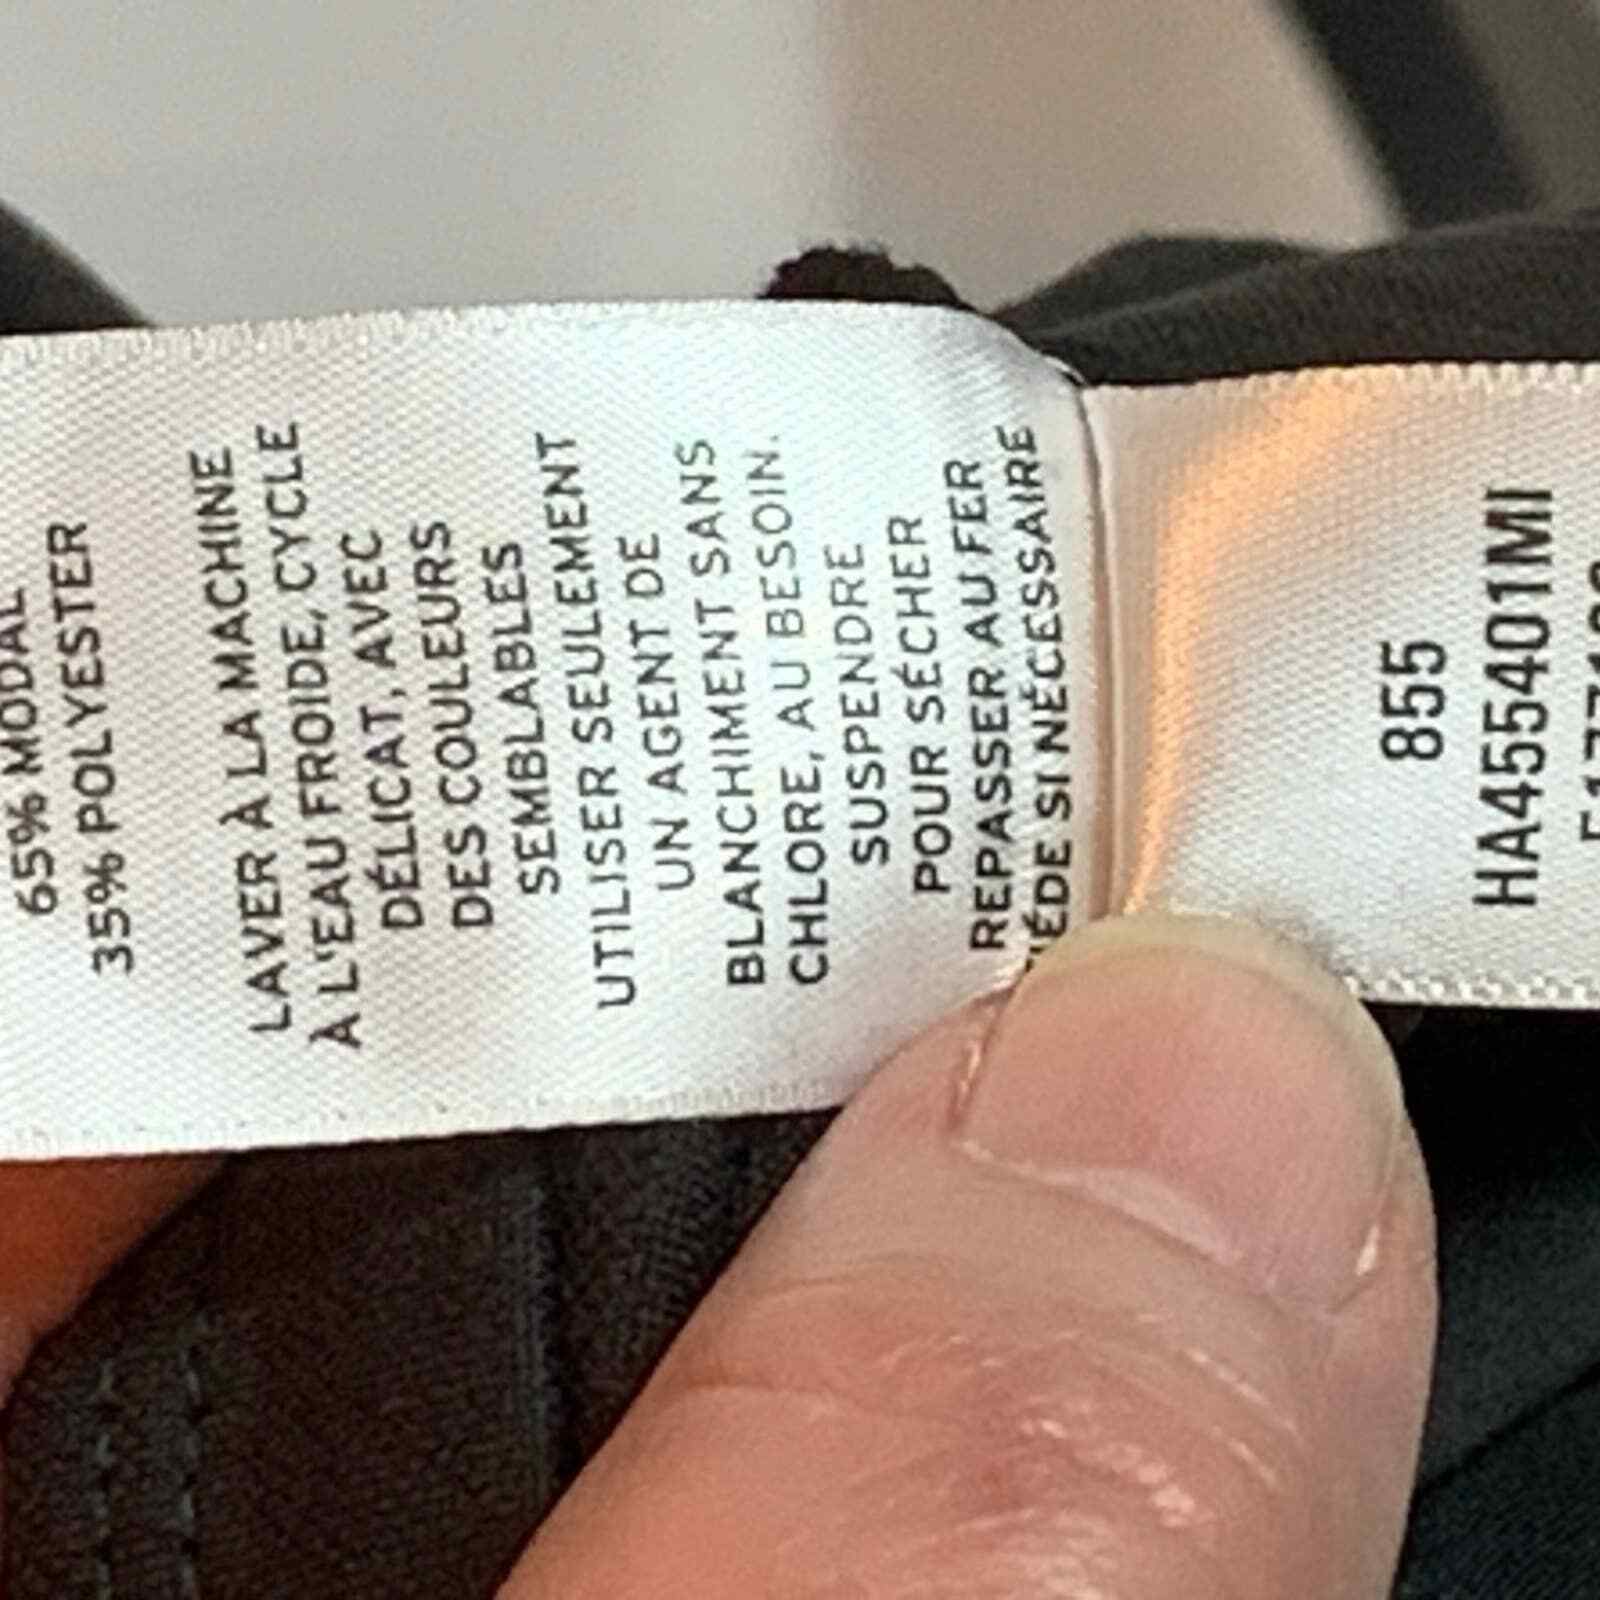 65% MODAL
35% POLYESTER
LAVER À LA MACHINE
À L'EAU FROIDE, CYCLE
DÉLICAT, AVEC
DES COULEURS
SEMBLABLES
UTILISER SEULEMENT
UN AGENT DE
BLANCHIMENT SANS
CHLORE, AU BESOIN.
SUSPENDRE
POUR SÉCHER
REPASSER AU FER
SI NÉCESSAIRE
855
HA455401MI